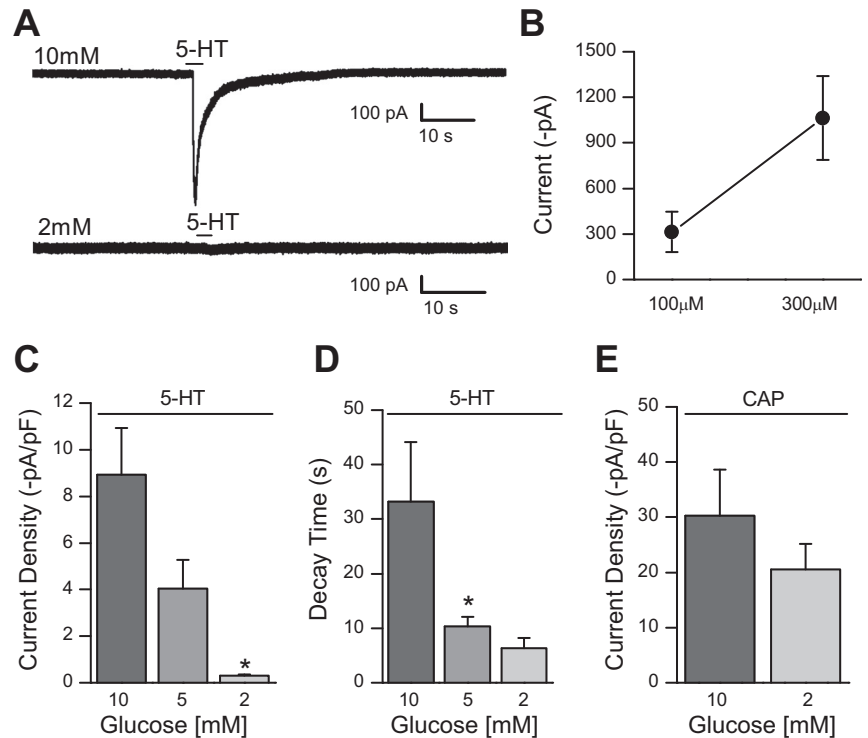 A
10mM
5-HT
100 pA
10 s
5-HT
2mM
100 pA
10 s
B
Current (-pA)
1500
1200
900
600
300
0
100μM
300μM
C
5-HT
Current Density (-pA/pF)
12
10
8
6
4
2
0
*
10
5
2
Glucose [mM]
D
5-HT
Decay Time (s)
50
40
30
20
10
0
*
10
5
2
Glucose [mM]
E
CAP
Current Density (-pA/pF)
50
40
30
20
10
0
10
2
Glucose [mM]